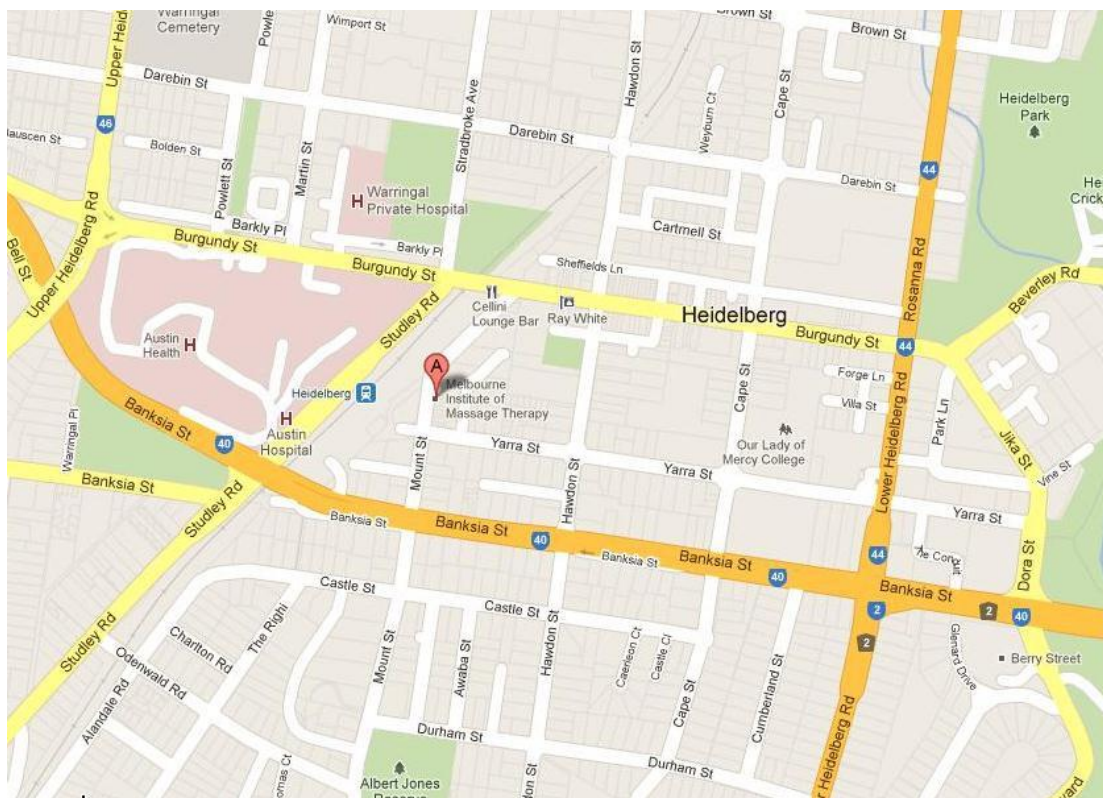 Warringal
Cemetery
Upper Heid
Powle
Wimport St
Brown St
Brown St
Darebin St
Stradbroke Ave
Hawdon St
Cape St
Weyburn Ct
Heidelberg
Park
46
Bolden St
Powlett St
Martin St
Darebin St
44
Darebin St
H
Warringal
Private Hospital
Cartmell St
Crick
Upper Heidelberg Rd
Barkly Pl
Barkly Pl
Burgundy St
Burgundy St
Sheffields Ln
Rosanna Rd
Beverley Rd
Bell St
Studley Rd
Cellini
Lounge Bar
Ray White
Heidelberg
Burgundy St
44
Austin
Health
H
A
Heidelberg
Melbourne
Institute of
Massage Therapy
H
Austin
Hospital
Forge Ln
Villa St
Park Ln
Cape St
Our Lady of
Mercy College
Lower Heidelberg Rd
Jika St
Vine St
Warringal Pl
Banksia St
40
Mount St
Yarra St
Yarra St
Yarra St
Hawdon St
Banksia St
Studley Rd
Banksia St
Banksia St
40
Banksia St
Banksia St
40
44
Banksia St
Dora St
Castle St
Castle St
2
2
40
2
Glenard Drive
Berry Street
Studley Rd
Charlton Rd
The Righi
Odenwald Rd
Alandale Rd
Mount St
Awaba St
Hawdon St
Caerleon Ct
Castle Ct
Cape St
Cumberland St
Durham St
Durham St
Albert Jones
Reserve
omas Ct
Hawdon St
r Heidelberg Rd